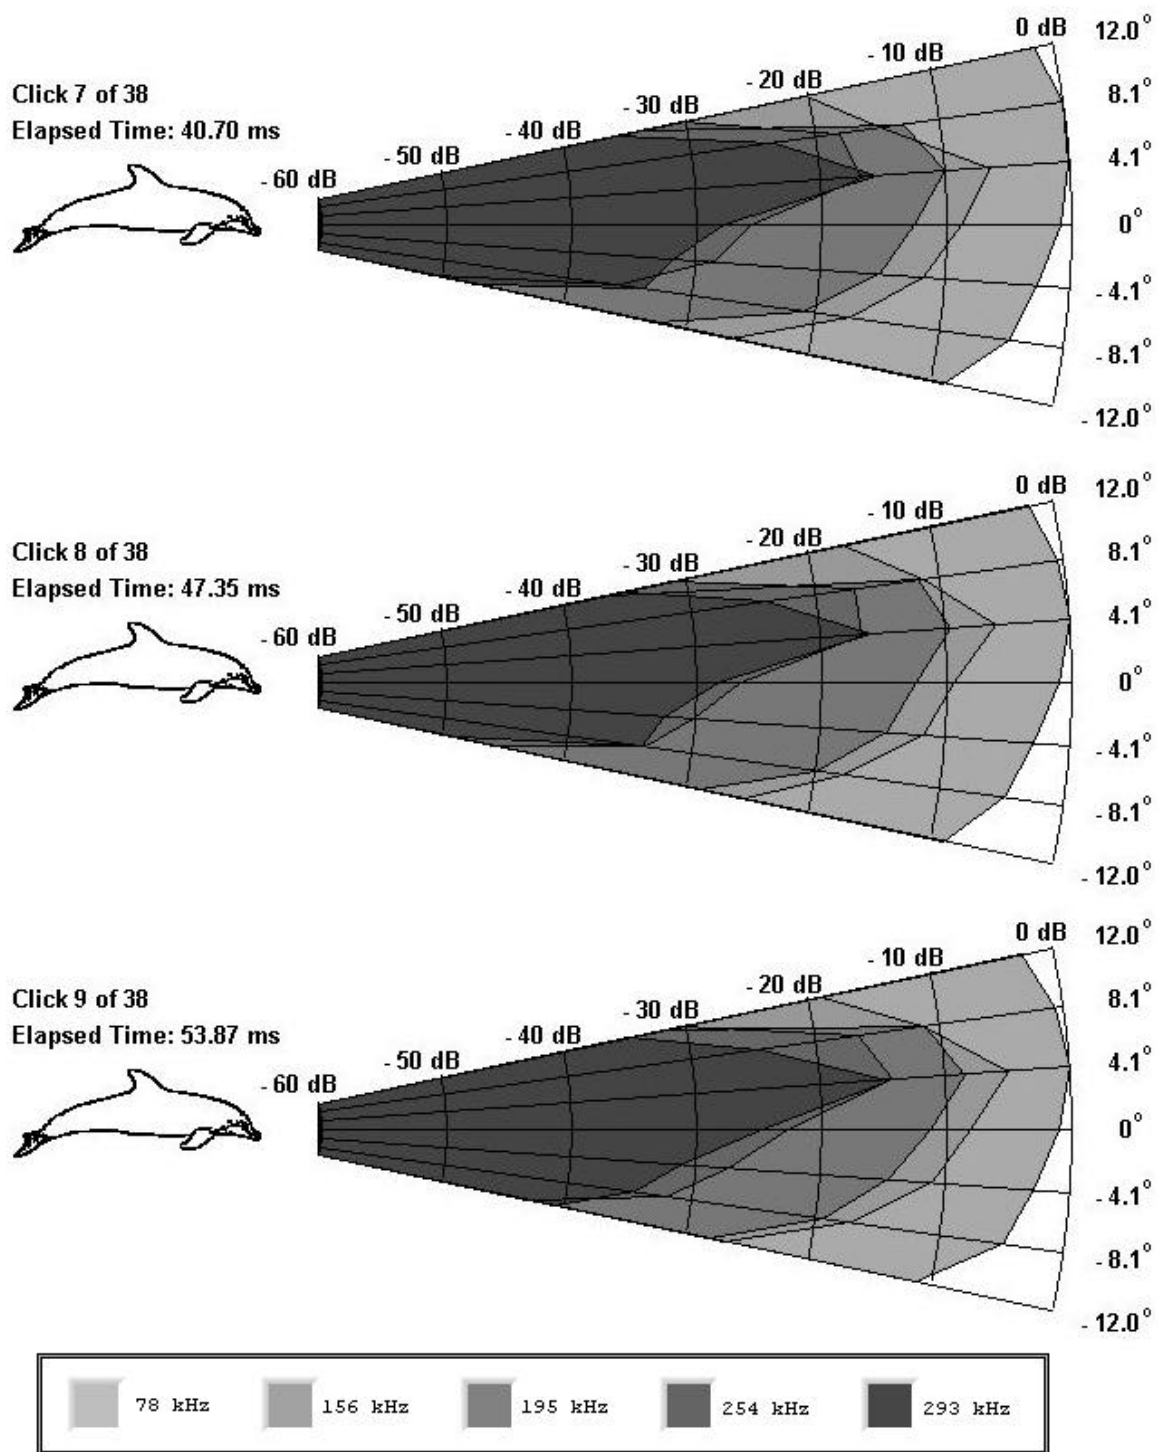 0 dB
12.0°
- 10 dB
- 20 dB
8.1°
Click 7 of 38
- 30 dB
Elapsed Time: 40.70 ms
- 40 dB
4.1°
- 50 dB
- 60 dB
0°
- 4.1°
- 8.1°
- 12.0°
0 dB
12.0°
- 10 dB
- 20 dB
8.1°
Click 8 of 38
- 30 dB
Elapsed Time: 47.35 ms
- 40 dB
4.1°
- 50 dB
- 60 dB
0°
- 4.1°
- 8.1°
- 12.0°
0 dB
12.0°
- 10 dB
- 20 dB
8.1°
Click 9 of 38
- 30 dB
Elapsed Time: 53.87 ms
- 40 dB
4.1°
- 50 dB
- 60 dB
0°
- 4.1°
- 8.1°
- 12.0°
78 kHz
156 kHz
195 kHz
254 kHz
293 kHz